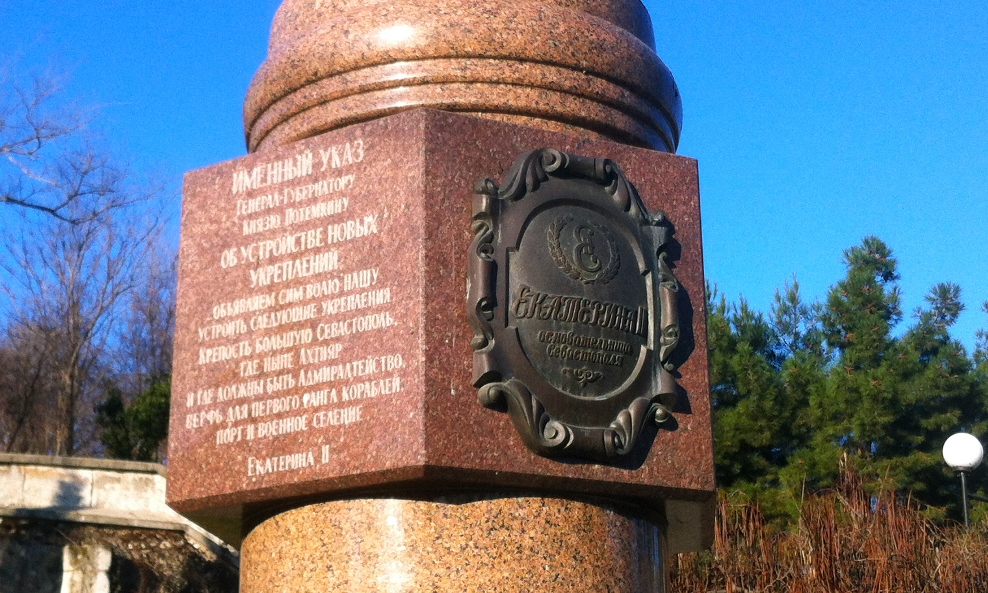 ИМЕННЫЙ УКАЗ
ГЕНЕРАЛ-ГУБЕРНАТОРУ
КНЯЗЮ ПОТЕМКИНУ
ОБ УСТРОЙСТВЕ НОВЫХ
УКРЕПЛЕНИЙ
ОБЪЯВЛЯЕМ СИМ ВОЛЮ НАШУ
УСТРОИТЬ СЛЕДУЮЩИЕ УКРЕПЛЕНИЯ
КРЕПОСТЬ БОЛЬШУЮ СЕВАСТОПОЛЬ,
ГДЕ НЫНЕ АХТИЯР
И ГДЕ ДОЛЖНЫ БЫТЬ АДМИРАЛТЕЙСТВО,
ВЕРФЬ ДЛЯ ПЕРВОГО РАНГА КОРАБЛЕЙ,
ПОРТ И ВОЕННОЕ СЕЛЕНИЕ
ЕКАТЕРИНА II
Е
ЕКАТЕРИНА II
основательница
Севастополя